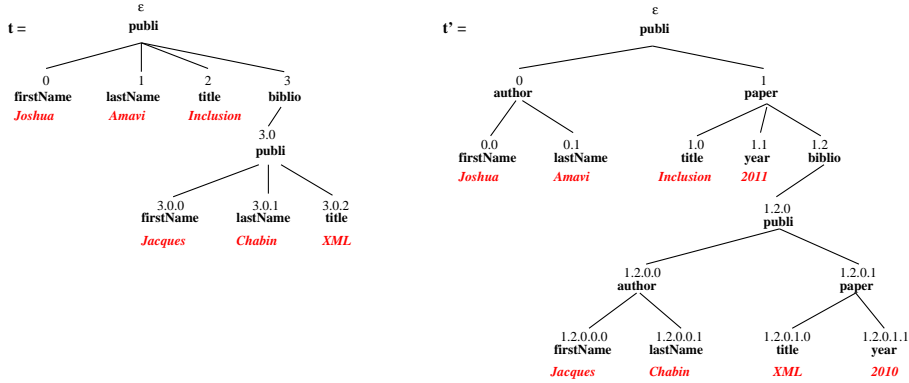 t =
ε
publi
0 1 2 3
firstName lastName title biblio
Joshua Amavi Inclusion
3.0
publi
3.0.0 3.0.1 3.0.2
firstName lastName title
Jacques Chabin XML
t' =
ε
publi
0 1
author paper
0.0 0.1 1.0 1.1 1.2
firstName lastName title year biblio
Joshua Amavi Inclusion 2011
1.2.0
publi
1.2.0.0 1.2.0.1
author paper
1.2.0.0.0 1.2.0.0.1 1.2.0.1.0 1.2.0.1.1
firstName lastName title year
Jacques Chabin XML 2010